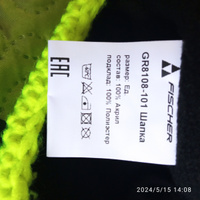 FISCHER
GR8108-101 Шапка
размер: Ед.
состав: 100% Акрил
подклад: 100% Полиэстер
EAC
2024/5/15 14:08